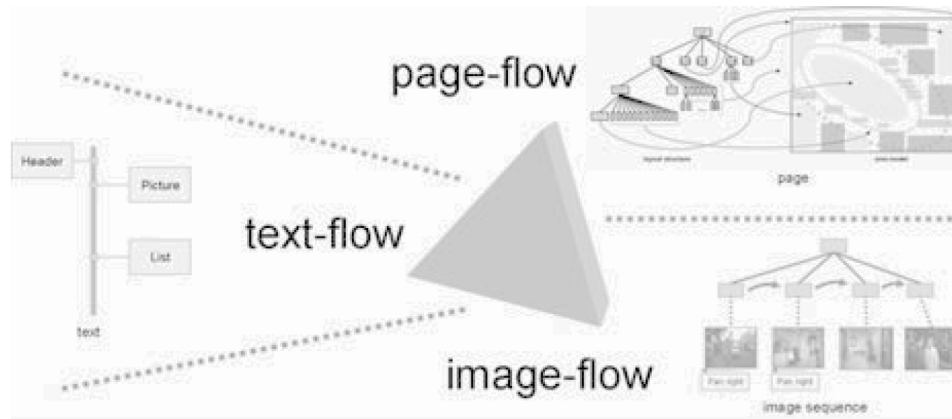 page-flow
page
Header
Picture
text-flow
List
text
image-flow
Pan right
Pan right
image sequence